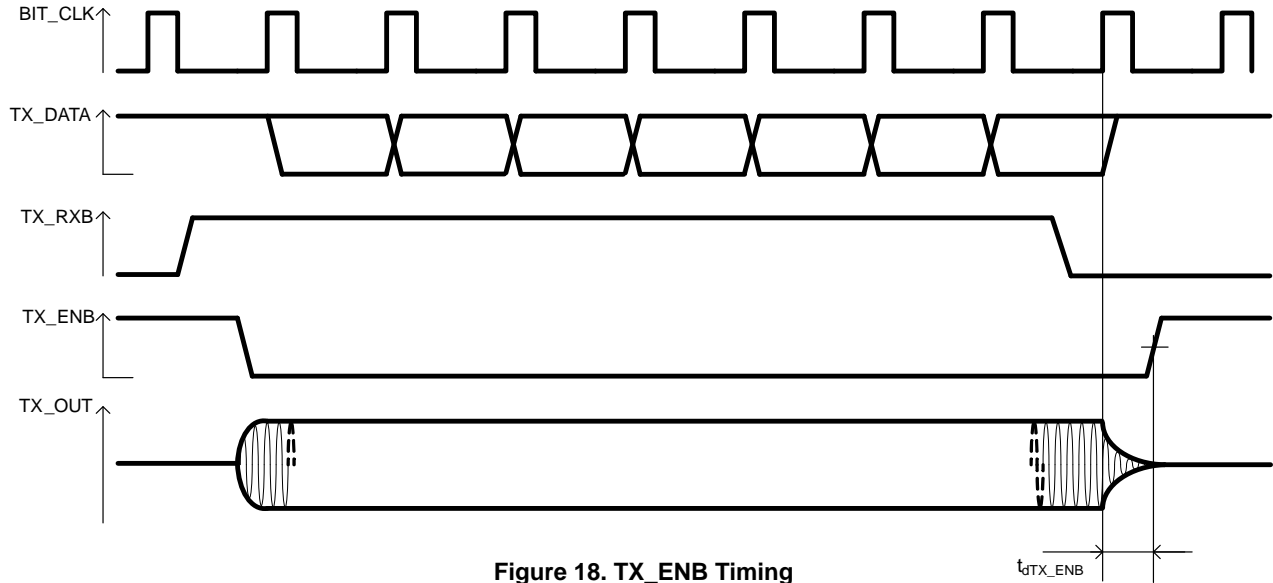 BIT_CLK
TX_DATA
TX_RXB
TX_ENB
TX_OUT
tdTX_ENB
Figure 18. TX_ENB Timing